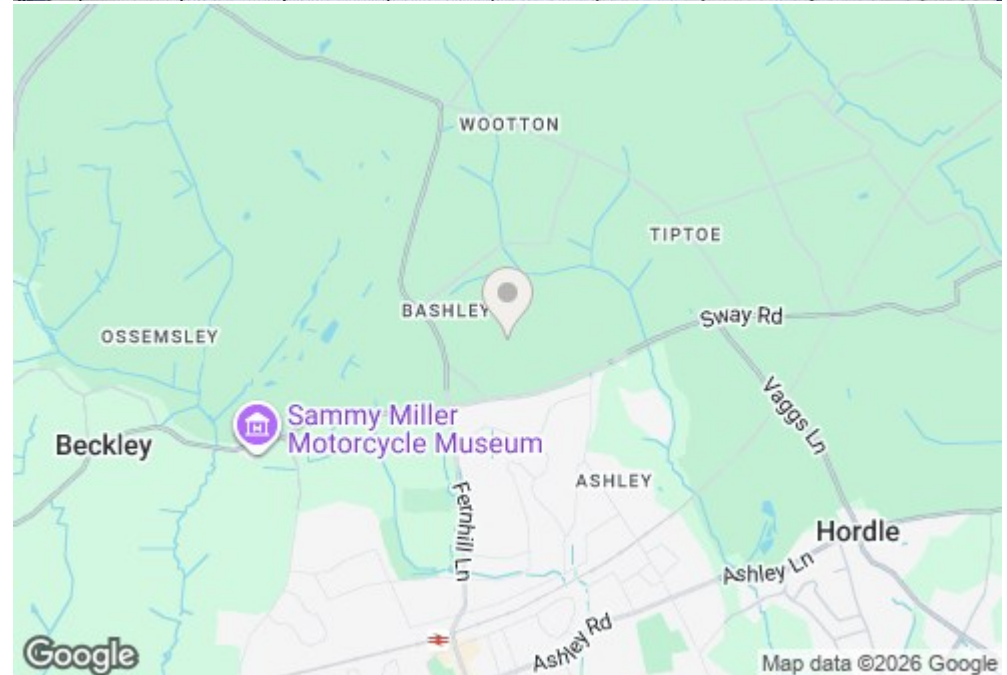 WOOTTON
TIPTOE
BASHLEY
OSSEMSLEY
Sway Rd
Vaggs Ln
Sammy Miller
Motorcycle Museum
Beckley
ASHLEY
Fernhill Ln
Hordle
Ashley Ln
Ashley Rd
Google
Map data ©2026 Google